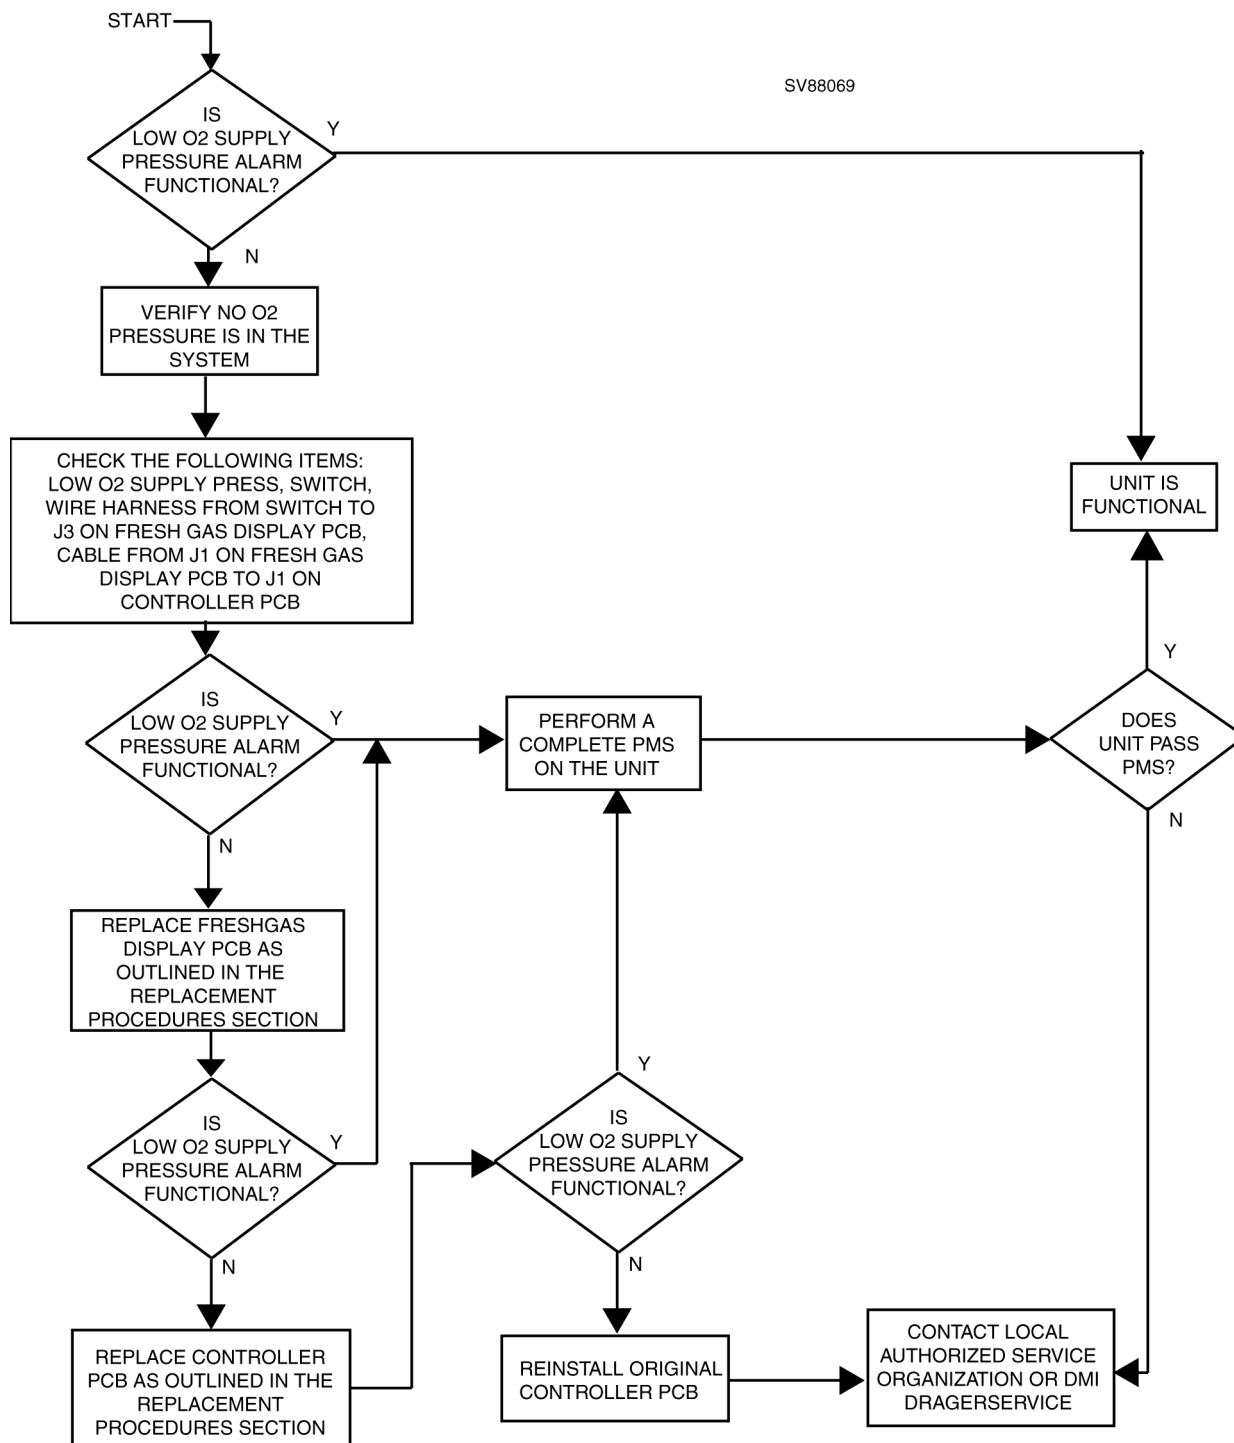 START
SV88069
IS
LOW O2 SUPPLY
PRESSURE ALARM
FUNCTIONAL?
Y
N
VERIFY NO O2
PRESSURE IS IN THE
SYSTEM
CHECK THE FOLLOWING ITEMS:
LOW O2 SUPPLY PRESS, SWITCH,
WIRE HARNESS FROM SWITCH TO
J3 ON FRESH GAS DISPLAY PCB,
CABLE FROM J1 ON FRESH GAS
DISPLAY PCB TO J1 ON
CONTROLLER PCB
UNIT IS
FUNCTIONAL
IS
LOW O2 SUPPLY
PRESSURE ALARM
FUNCTIONAL?
Y
N
PERFORM A
COMPLETE PMS
ON THE UNIT
DOES
UNIT PASS
PMS?
Y
N
REPLACE FRESHGAS
DISPLAY PCB AS
OUTLINED IN THE
REPLACEMENT
PROCEDURES SECTION
IS
LOW O2 SUPPLY
PRESSURE ALARM
FUNCTIONAL?
Y
N
IS
LOW O2 SUPPLY
PRESSURE ALARM
FUNCTIONAL?
Y
N
REPLACE CONTROLLER
PCB AS OUTLINED IN THE
REPLACEMENT
PROCEDURES SECTION
REINSTALL ORIGINAL
CONTROLLER PCB
CONTACT LOCAL
AUTHORIZED SERVICE
ORGANIZATION OR DMI
DRAGERSERVICE